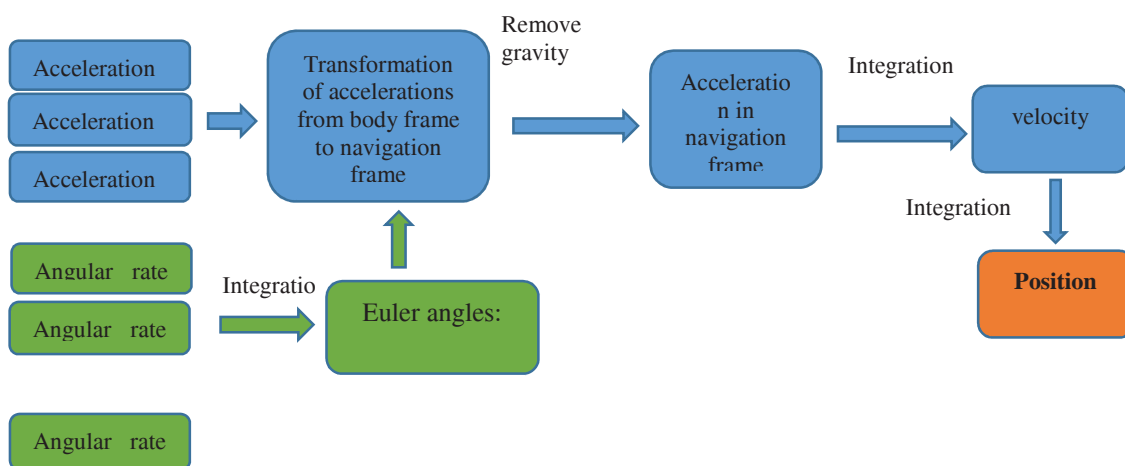 Acceleration
Acceleration
Acceleration
Transformation
of accelerations
from body frame
to navigation
frame
Remove
gravity
Acceleratio
n in
navigation
frame
Integration
velocity
Integration
Position
Angular rate
Angular rate
Angular rate
Integratio
Euler angles: